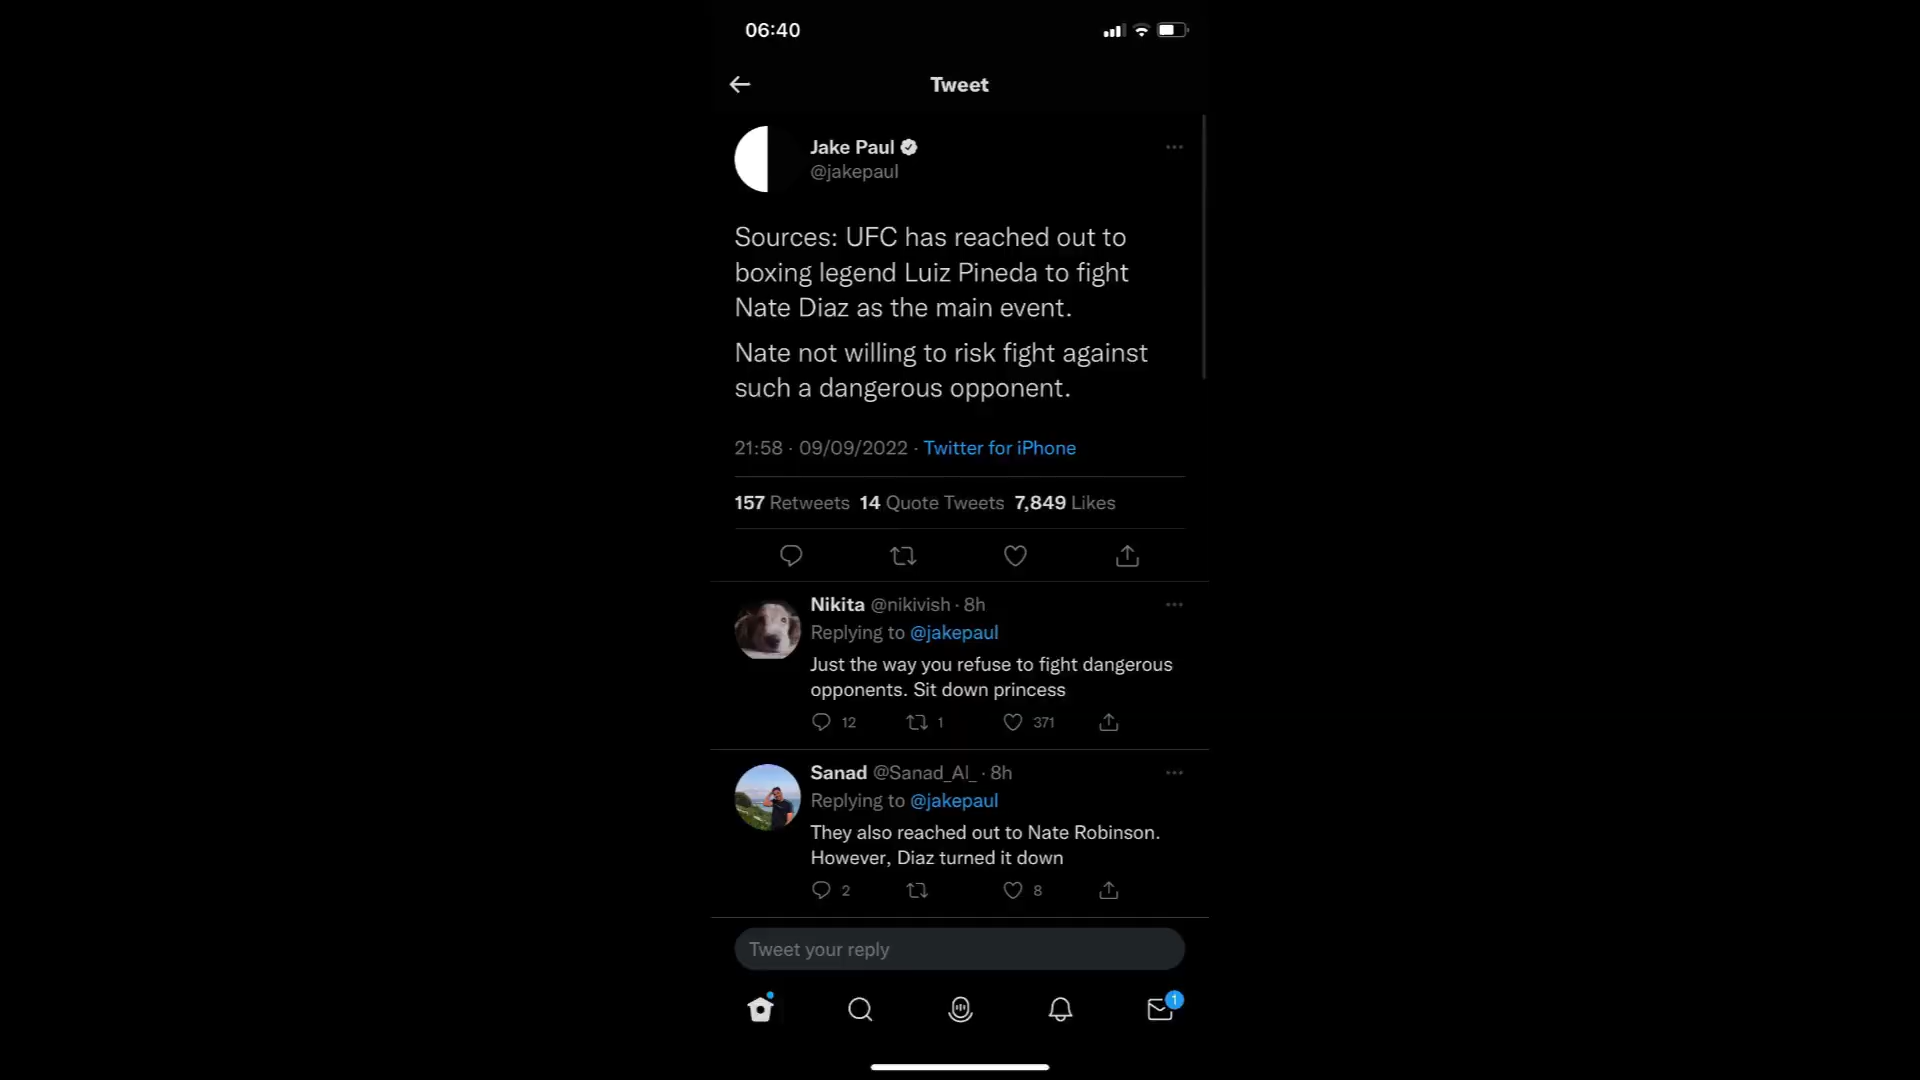 06:40
Tweet
Jake Paul
@jakepaul
Sources: UFC has reached out to
boxing legend Luiz Pineda to fight
Nate Diaz as the main event.
Nate not willing to risk fight against
such a dangerous opponent.
21:58 · 09/09/2022 · Twitter for iPhone
157 Retweets 14 Quote Tweets 7,849 Likes
Nikita @nikivish · 8h
Replying to @jakepaul
Just the way you refuse to fight dangerous
opponents. Sit down princess
12 1 371
Sanad @Sanad_Al_ · 8h
Replying to @jakepaul
They also reached out to Nate Robinson.
However, Diaz turned it down
2 8
Tweet your reply
1